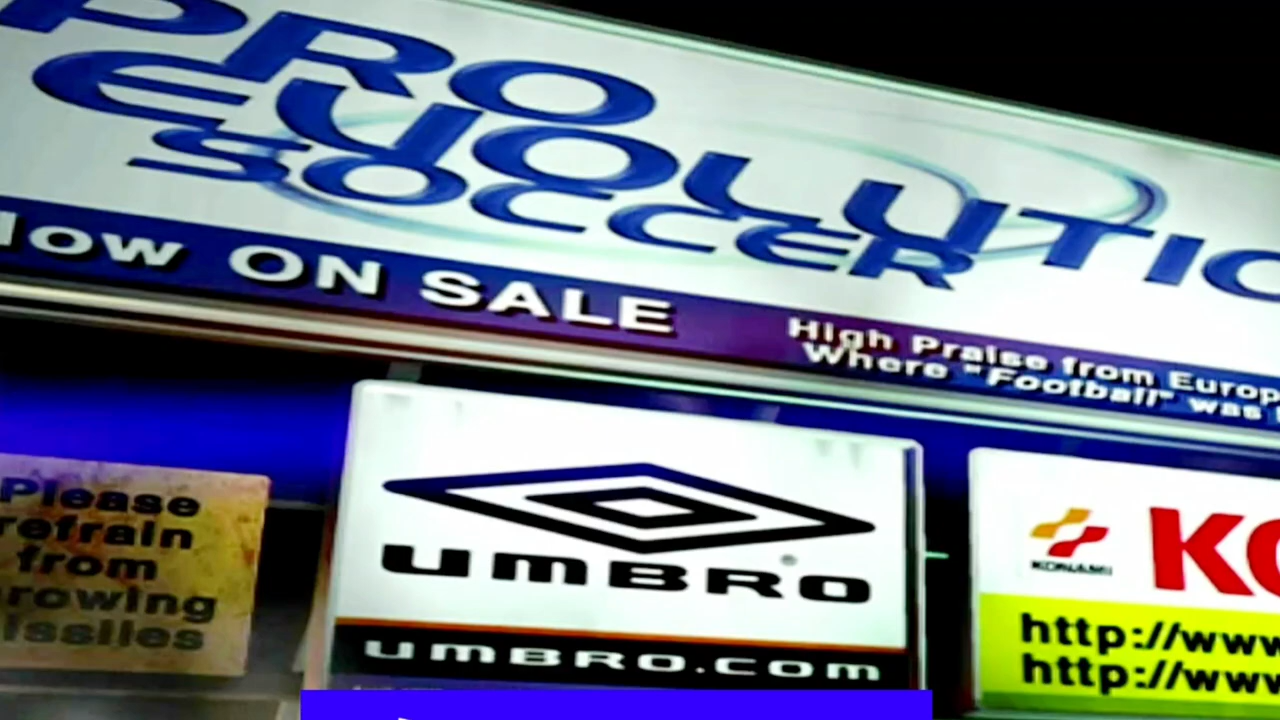 PRO
EVOLUTIO
SOCCER
Now ON SALE
High Praise from Europ
Where "Football" was
Please
refrain
from
rowing
issiles
umbro
umbro.com
KONAMI
KO
http://www
http://www